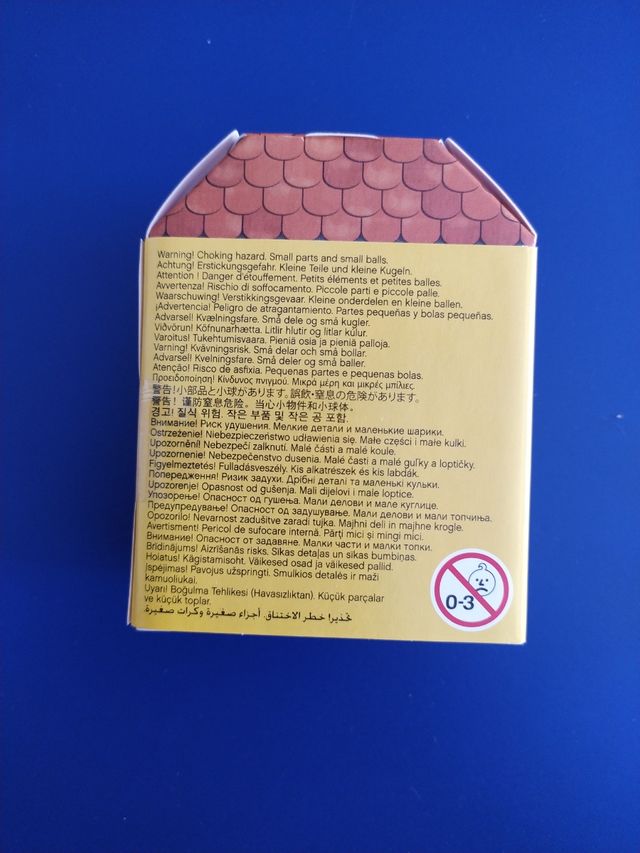 Warning! Choking hazard. Small parts and small balls.
Achtung! Erstickungsgefahr. Kleine Teile und kleine Kugeln.
Attention ! Danger d'étouffement. Petits éléments et petites balles.
Avvertenza! Rischio di soffocamento. Piccole parti e piccole palle.
Waarschuwing! Verstikkingsgevaar. Kleine onderdelen en kleine ballen.
¡Advertencia! Peligro de atragantamiento. Partes pequeñas y bolas pequeñas.
Advarsel! Kvælningsfare. Små dele og små kugler.
Viðvörun! Köfnunarhætta. Litlir hlutir og litlar kúlur.
Varoitus! Tukehtumisvaara. Pieniä osia ja pieniä palloja.
Varning! Kvävningsrisk. Små delar och små bollar.
Advarsel! Kvelningsfare. Små deler og små baller.
Atenção! Risco de asfixia. Pequenas partes e pequenas bolas.
Προειδοποίηση! Κίνδυνος πνιγμού. Μικρά μέρη και μικρές μπίλιες.
警告!小部品と小球があります。誤飲・窒息の危険があります。
警告! 谨防窒息危险。当心小物件和小球体。
경고! 질식 위험. 작은 부품 및 작은 공 포함.
Внимание! Риск удушения. Мелкие детали и маленькие шарики.
Ostrzeżenie! Niebezpieczeństwo udławienia się. Małe części i małe kulki.
Upozornění! Nebezpečí zalknutí. Malé části a malé koule.
Upozornenie! Nebezpečenstvo dusenia. Malé časti a malé guľky a loptičky.
Figyelmeztetés! Fulladásveszély. Kis alkatrészek és kis labdák.
Попередження! Ризик задухи. Дрібні деталі та маленькі кульки.
Upozorenje! Opasnost od gušenja. Mali dijelovi i male loptice.
Упозорење! Опасност од гушења. Мали делови и мале куглице.
Предупредување! Опасност од задушување. Мали делови и мали топчиња.
Opozorilo! Nevarnost zadušitve zaradi tujka. Majhni deli in majhne krogle.
Avertisment! Pericol de sufocare internă. Părţi mici şi mingi mici.
Внимание! Опасност от задавяне. Малки части и малки топки.
Brīdinājums! Aizrīšanās risks. Sīkas detaļas un sīkas bumbiņas.
Hoiatus! Kägistamisoht. Väikesed osad ja väikesed pallid.
Įspėjimas! Pavojus užspringti. Smulkios detalės ir maži
kamuoliukai.
Uyarı! Boğulma Tehlikesi (Havasızlıktan). Küçük parçalar
ve küçük toplar.
تحذير! خطر الاختناق. أجزاء صغيرة وكرات صغيرة.
0-3